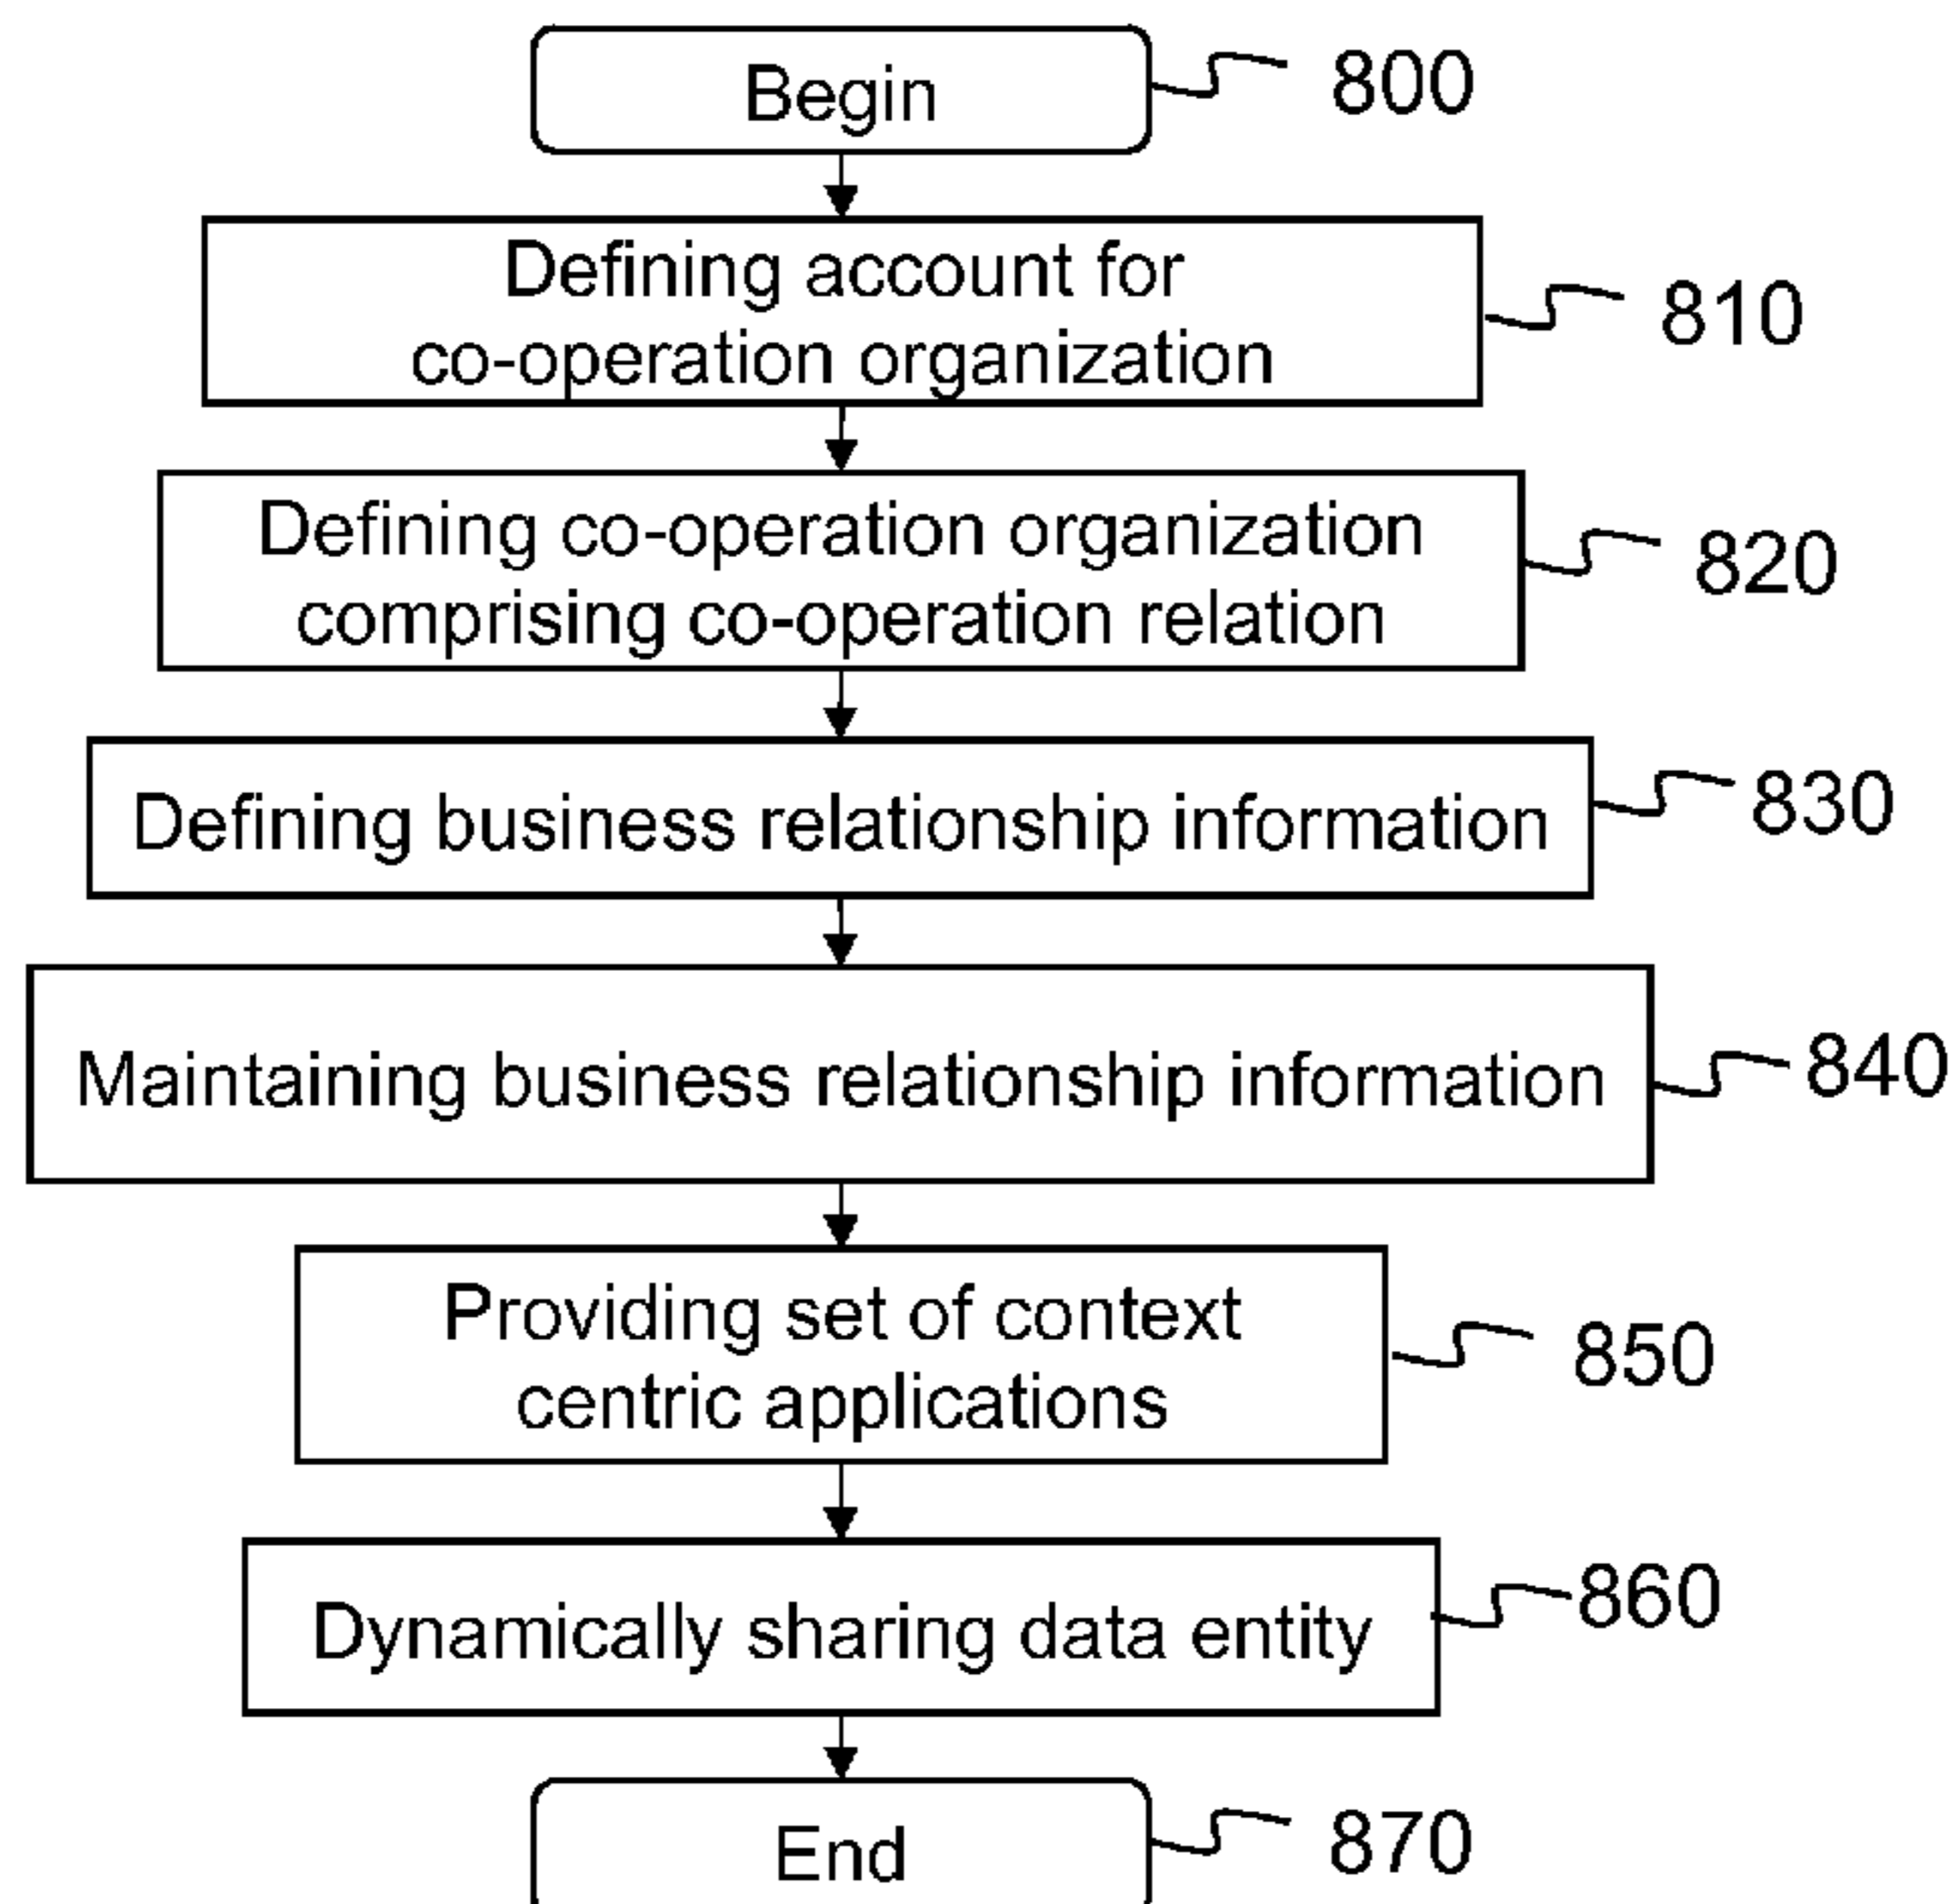 Begin
800
Defining account for
co-operation organization
810
Defining co-operation organization
comprising co-operation relation
820
Defining business relationship information
830
Maintaining business relationship information
840
Providing set of context
centric applications
850
Dynamically sharing data entity
860
End
870